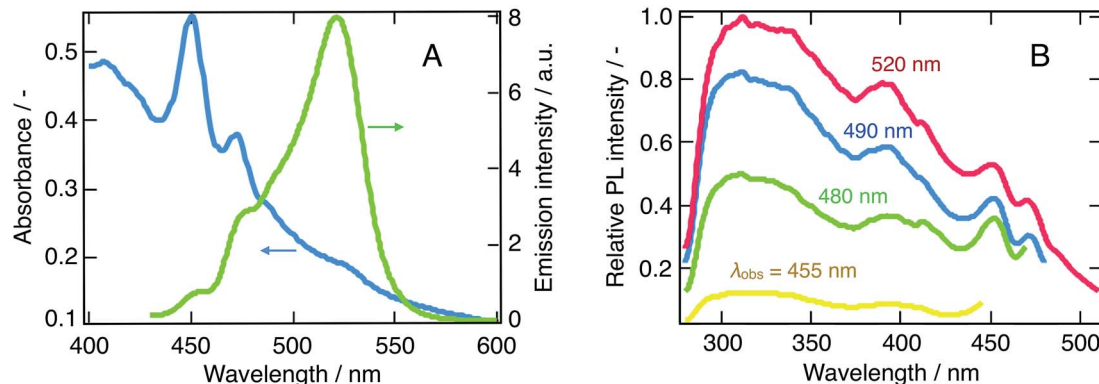 A
Absorbance / -
0.5
0.4
0.3
0.2
0.1
400
450
500
550
600
Wavelength / nm
8
6
4
2
0
Emission intensity / a.u.
B
Relative PL intensity / -
1.0
0.8
0.6
0.4
0.2
520 nm
490 nm
480 nm
λobs = 455 nm
300
350
400
450
500
Wavelength / nm